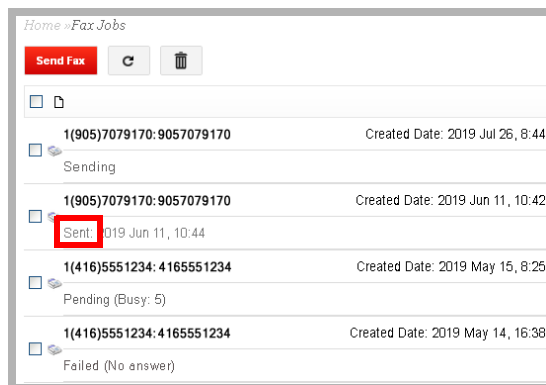 Home »Fax Jobs
Send Fax
1(905)7079170: 9057079170 Created Date: 2019 Jul 26, 8:44
Sending
1(905)7079170: 9057079170 Created Date: 2019 Jun 11, 10:42
Sent: 2019 Jun 11, 10:44
1(416)5551234: 4165551234 Created Date: 2019 May 15, 8:25
Pending (Busy: 5)
1(416)5551234: 4165551234 Created Date: 2019 May 14, 16:38
Failed (No answer)